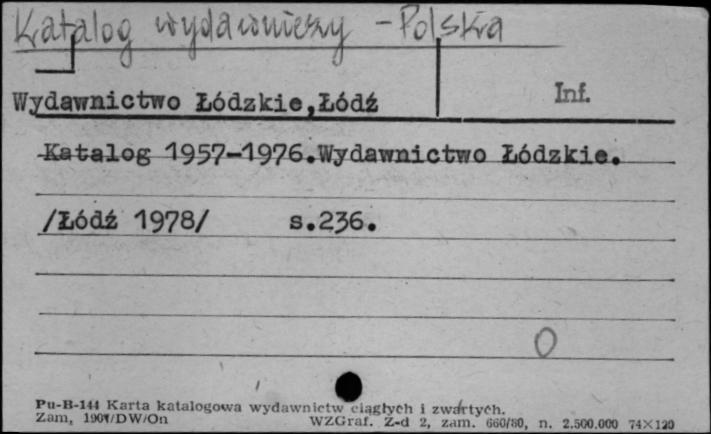 Katalog wydawniczy - Polska
Inf.
Wydawnictwo Łódzkie,Łódź
Katalog 1957-1976.Wydawnictwo Łódzkie.
/Łódź 1978/ s.236.
O
Pu-B-144 Karta katalogowa wydawnictw ciągłych i zwartych.
Zam, 1901/DW/On WZGraf. Z-d 2, zam. 660/80, n. 2.500.000 74×120